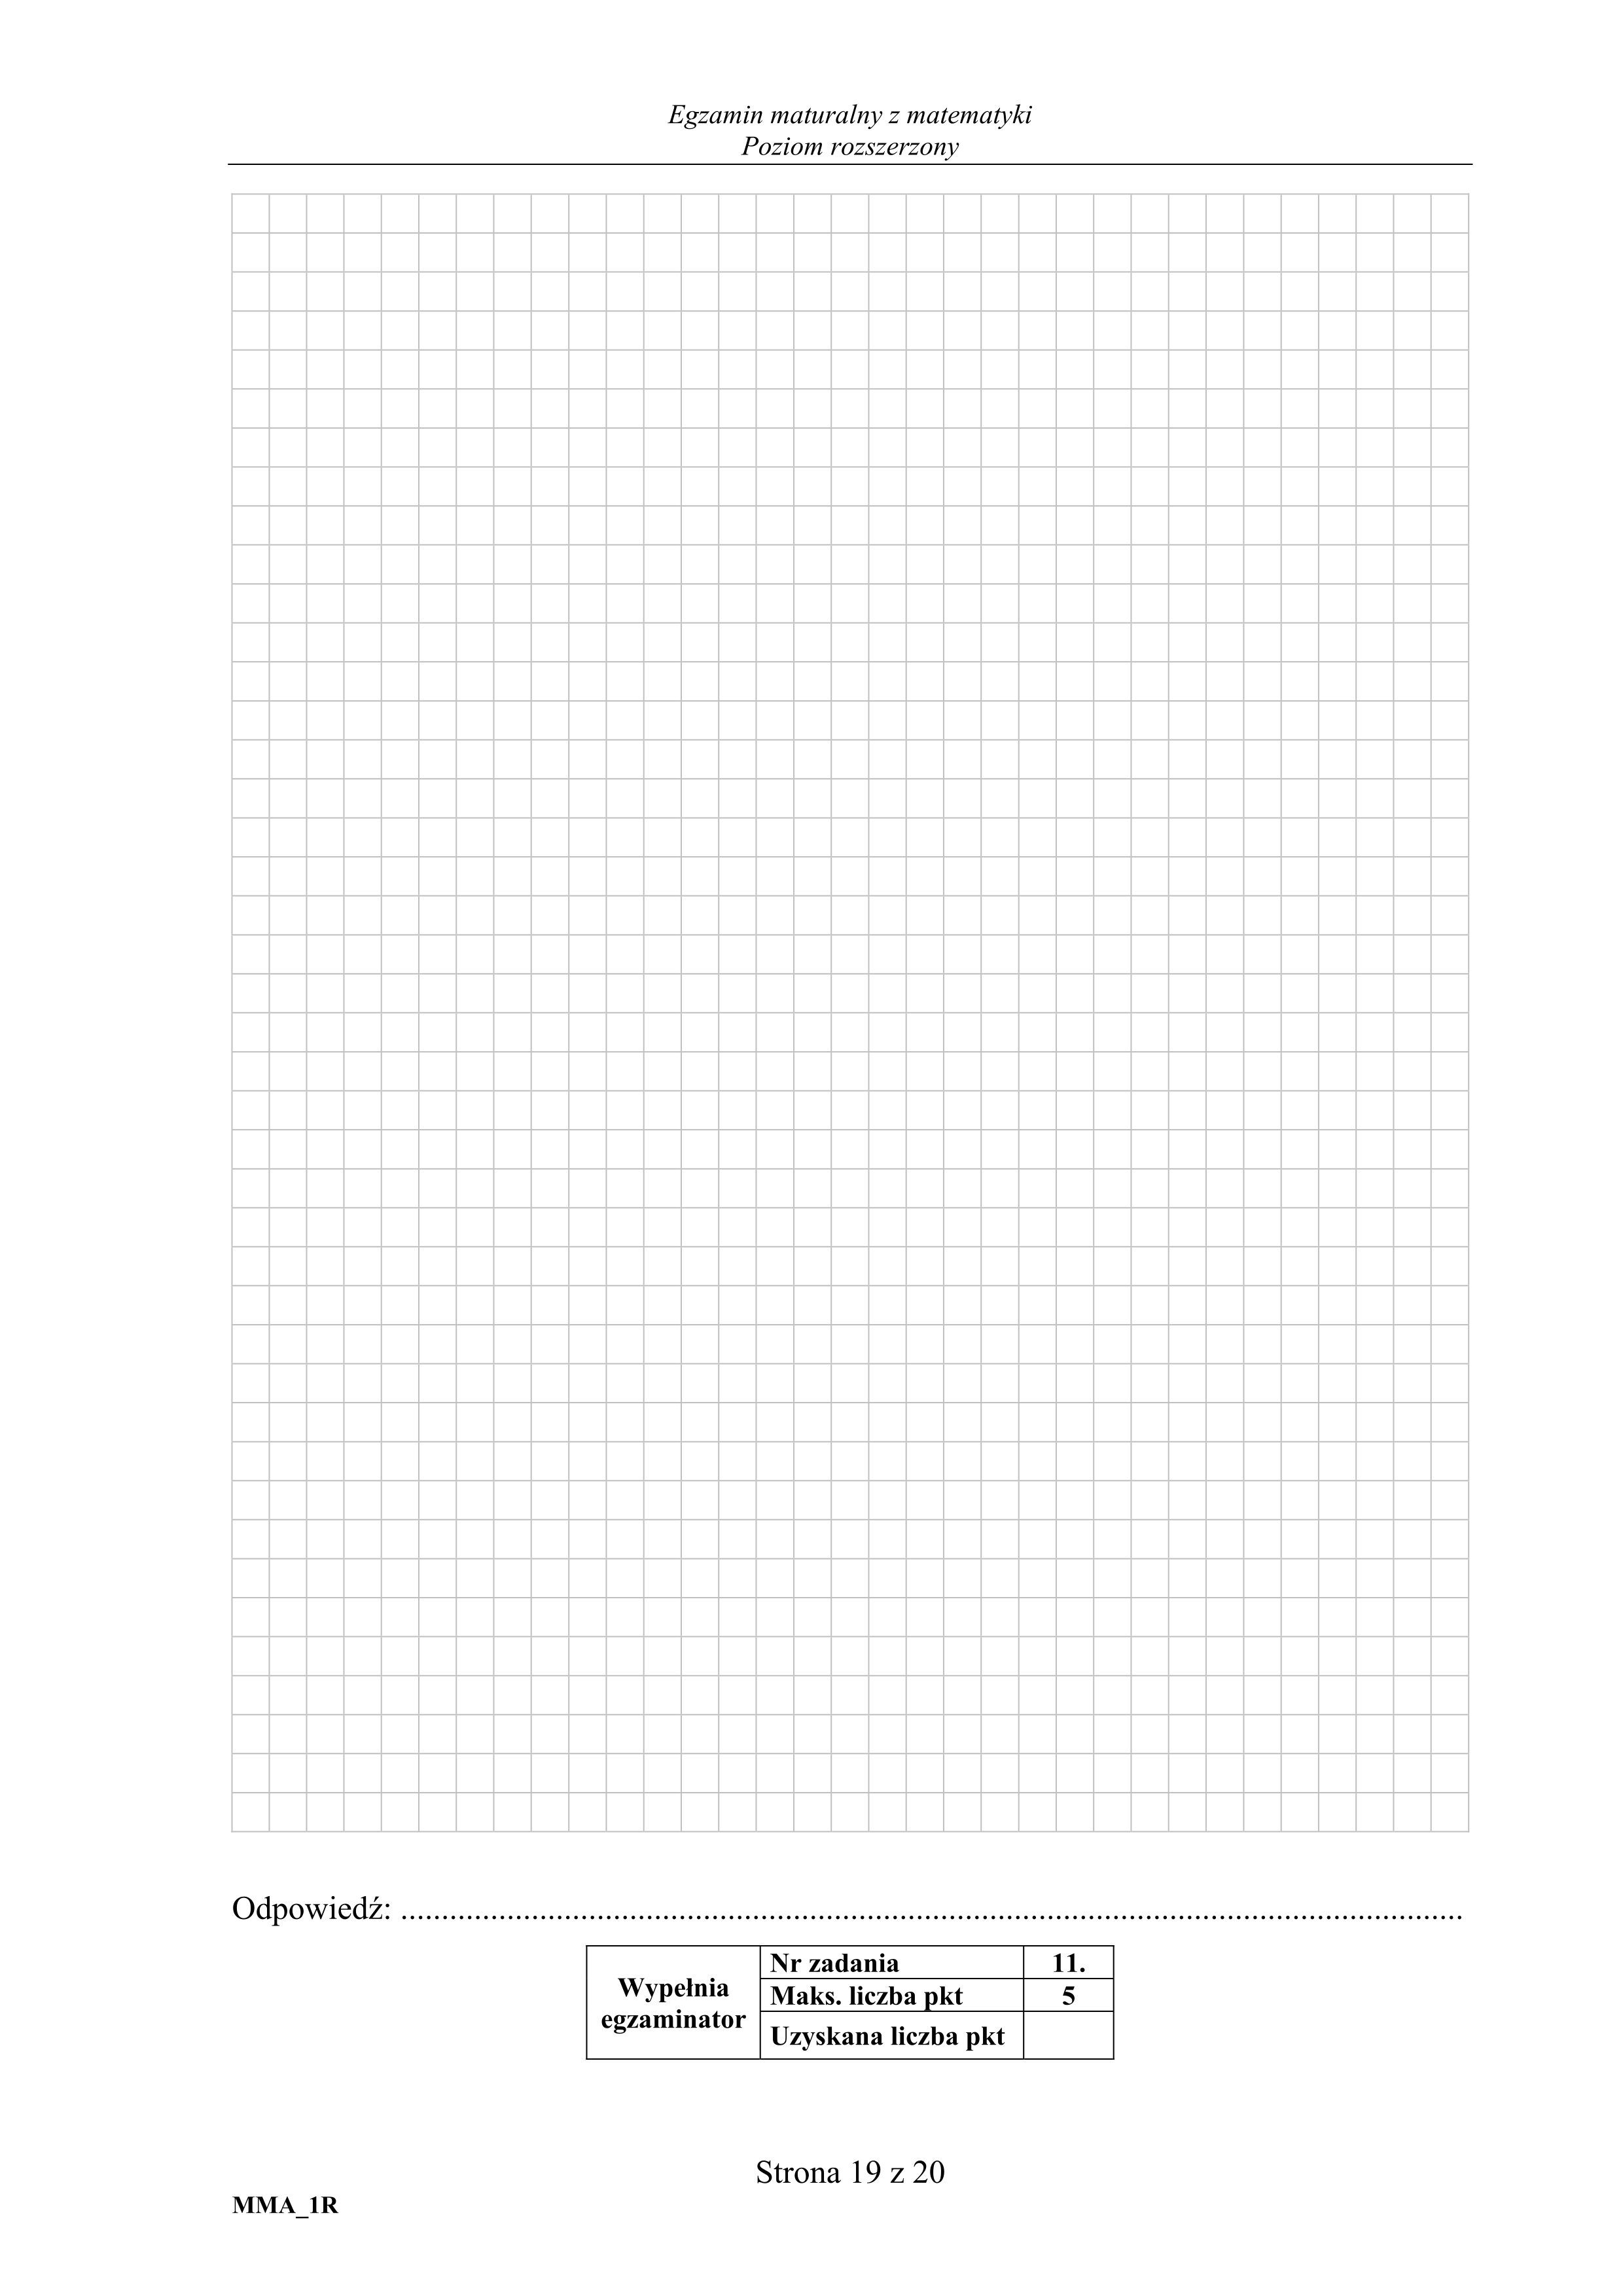 Egzamin maturalny z matematyki
Poziom rozszerzony
Odpowiedź: ..................................................................................................................................
Wypełnia egzaminator
Nr zadania 11.
Maks. liczba pkt 5
Uzyskana liczba pkt
Strona 19 z 20
MMA_1R